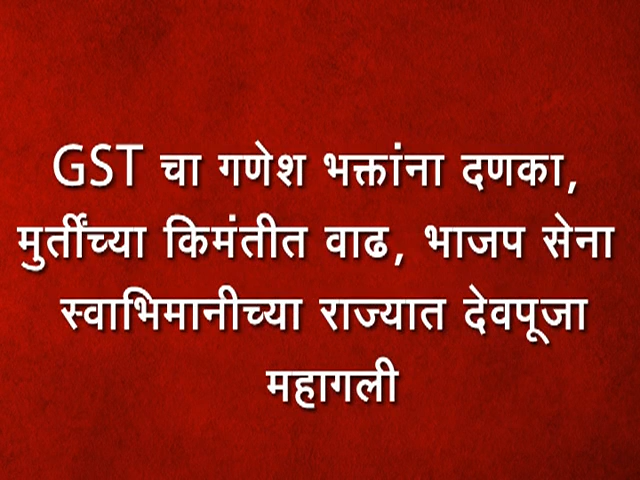 GST चा गणेश भक्तांना दणका,
मुर्तींच्या किमंतीत वाढ, भाजप सेना
स्वाभिमानीच्या राज्यात देवपूजा
महागली